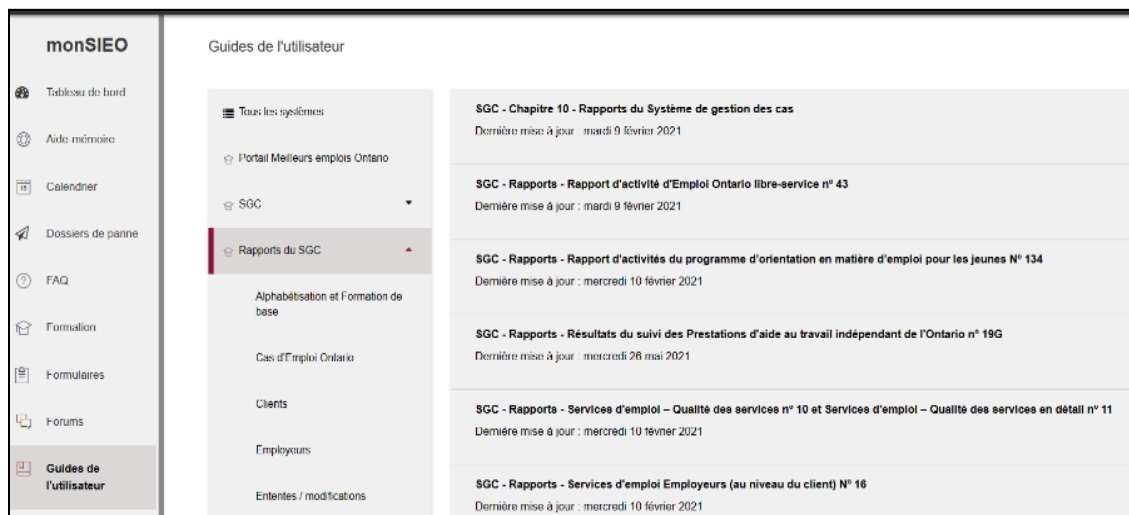 monSIEO
Tableau de bord
Aide-mémoire
Calendrier
Dossiers de panne
FAQ
Formation
Formulaires
Forums
Guides de
l'utilisateur
Guides de l'utilisateur
Tous les systèmes
Portail Meilleurs emplois Ontario
SGC
Rapports du SGC
Alphabétisation et Formation de
base
Cas d'Emploi Ontario
Clients
Employeurs
Ententes / modifications
SGC - Chapitre 10 - Rapports du Système de gestion des cas
Dernière mise à jour : mardi 9 février 2021
SGC - Rapports - Rapport d'activité d'Emploi Ontario libre-service nº 43
Dernière mise à jour : mardi 9 février 2021
SGC - Rapports - Rapport d'activités du programme d'orientation en matière d'emploi pour les jeunes Nº 134
Dernière mise à jour : mercredi 10 février 2021
SGC - Rapports - Résultats du suivi des Prestations d'aide au travail indépendant de l'Ontario nº 19G
Dernière mise à jour : mercredi 26 mai 2021
SGC - Rapports - Services d'emploi – Qualité des services nº 10 et Services d'emploi – Qualité des services en détail nº 11
Dernière mise à jour : mercredi 10 février 2021
SGC - Rapports - Services d'emploi Employeurs (au niveau du client) Nº 16
Dernière mise à jour : mercredi 10 février 2021